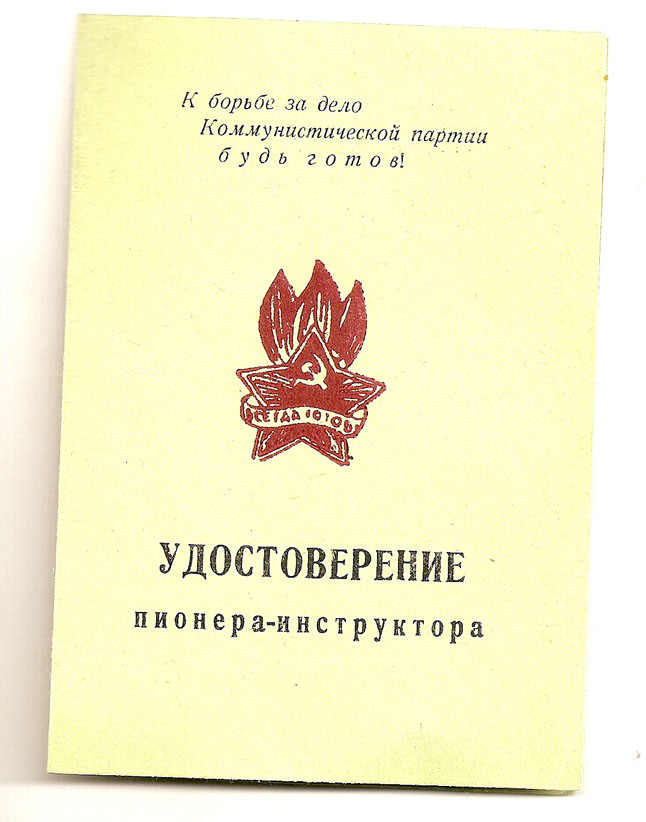 К борьбе за дело
Коммунистической партии
будь готов!
ВСЕГДА ГОТОВ!
УДОСТОВЕРЕНИЕ
пионера-инструктора